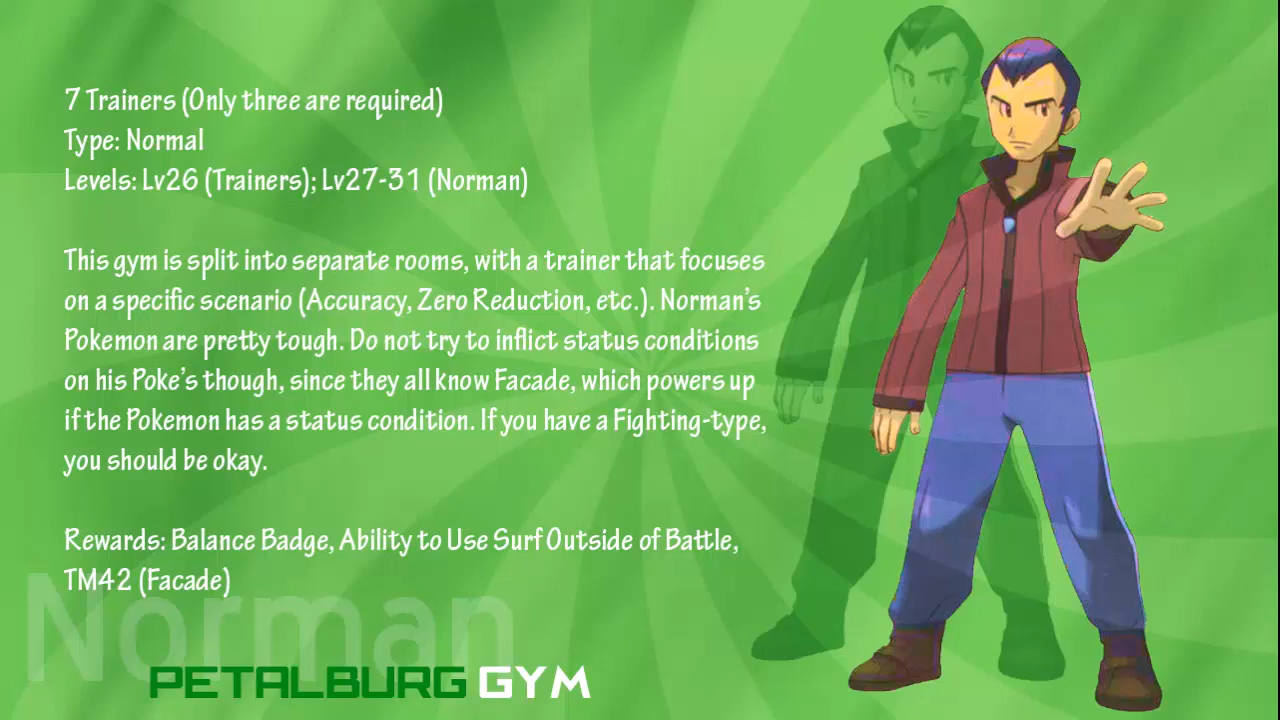 7 Trainers (Only three are required)
Type: Normal
Levels: Lv26 (Trainers); Lv27-31 (Norman)
This gym is split into separate rooms, with a trainer that focuses
on a specific scenario (Accuracy, Zero Reduction, etc.). Norman's
Pokemon are pretty tough. Do not try to inflict status conditions
on his Poke's though, since they all know Facade, which powers up
if the Pokemon has a status condition. If you have a Fighting-type,
you should be okay.
Rewards: Balance Badge, Ability to Use Surf Outside of Battle,
TM42 (Facade)
Norman
PETALBURG GYM